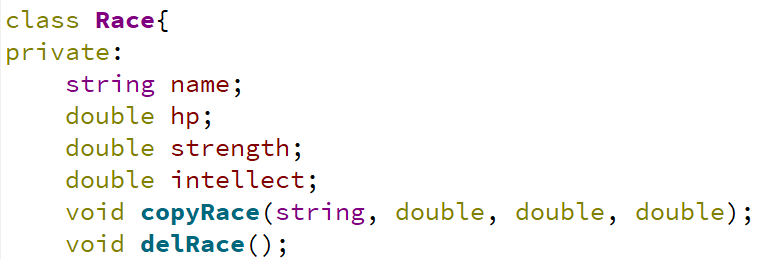 class Race{
private:
    string name;
    double hp;
    double strength;
    double intellect;
    void copyRace(string, double, double, double);
    void delRace();